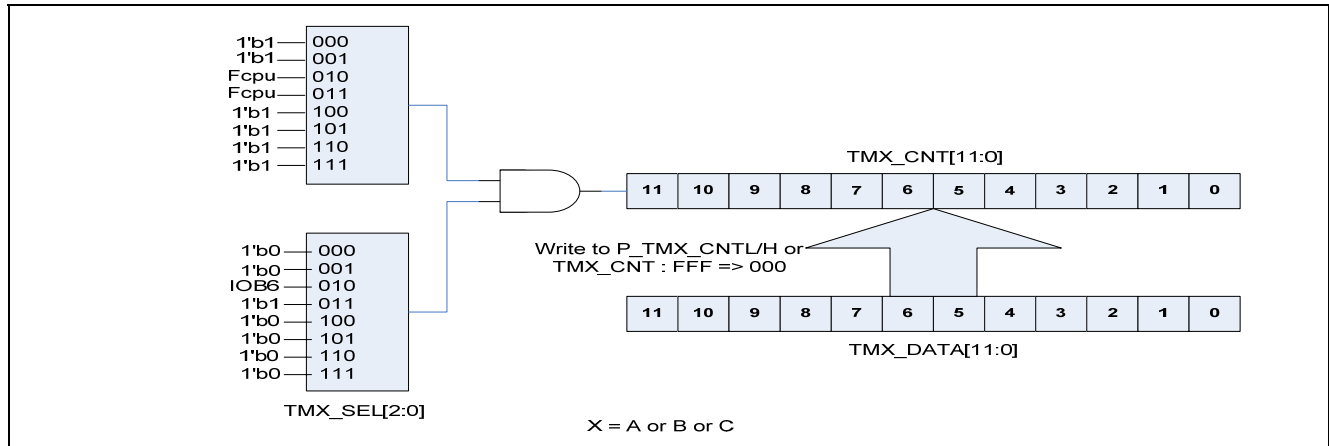 1'b1 000
1'b1 001
Fcpu 010
Fcpu 011
1'b1 100
1'b1 101
1'b1 110
1'b1 111
TMX_CNT[11:0]
11 10 9 8 7 6 5 4 3 2 1 0
1'b0 000
1'b0 001
IOB6 010
1'b1 011
1'b0 100
1'b0 101
1'b0 110
1'b0 111
TMX_SEL[2:0]
Write to P_TMX_CNTL/H or
TMX_CNT : FFF => 000
11 10 9 8 7 6 5 4 3 2 1 0
TMX_DATA[11:0]
X = A or B or C